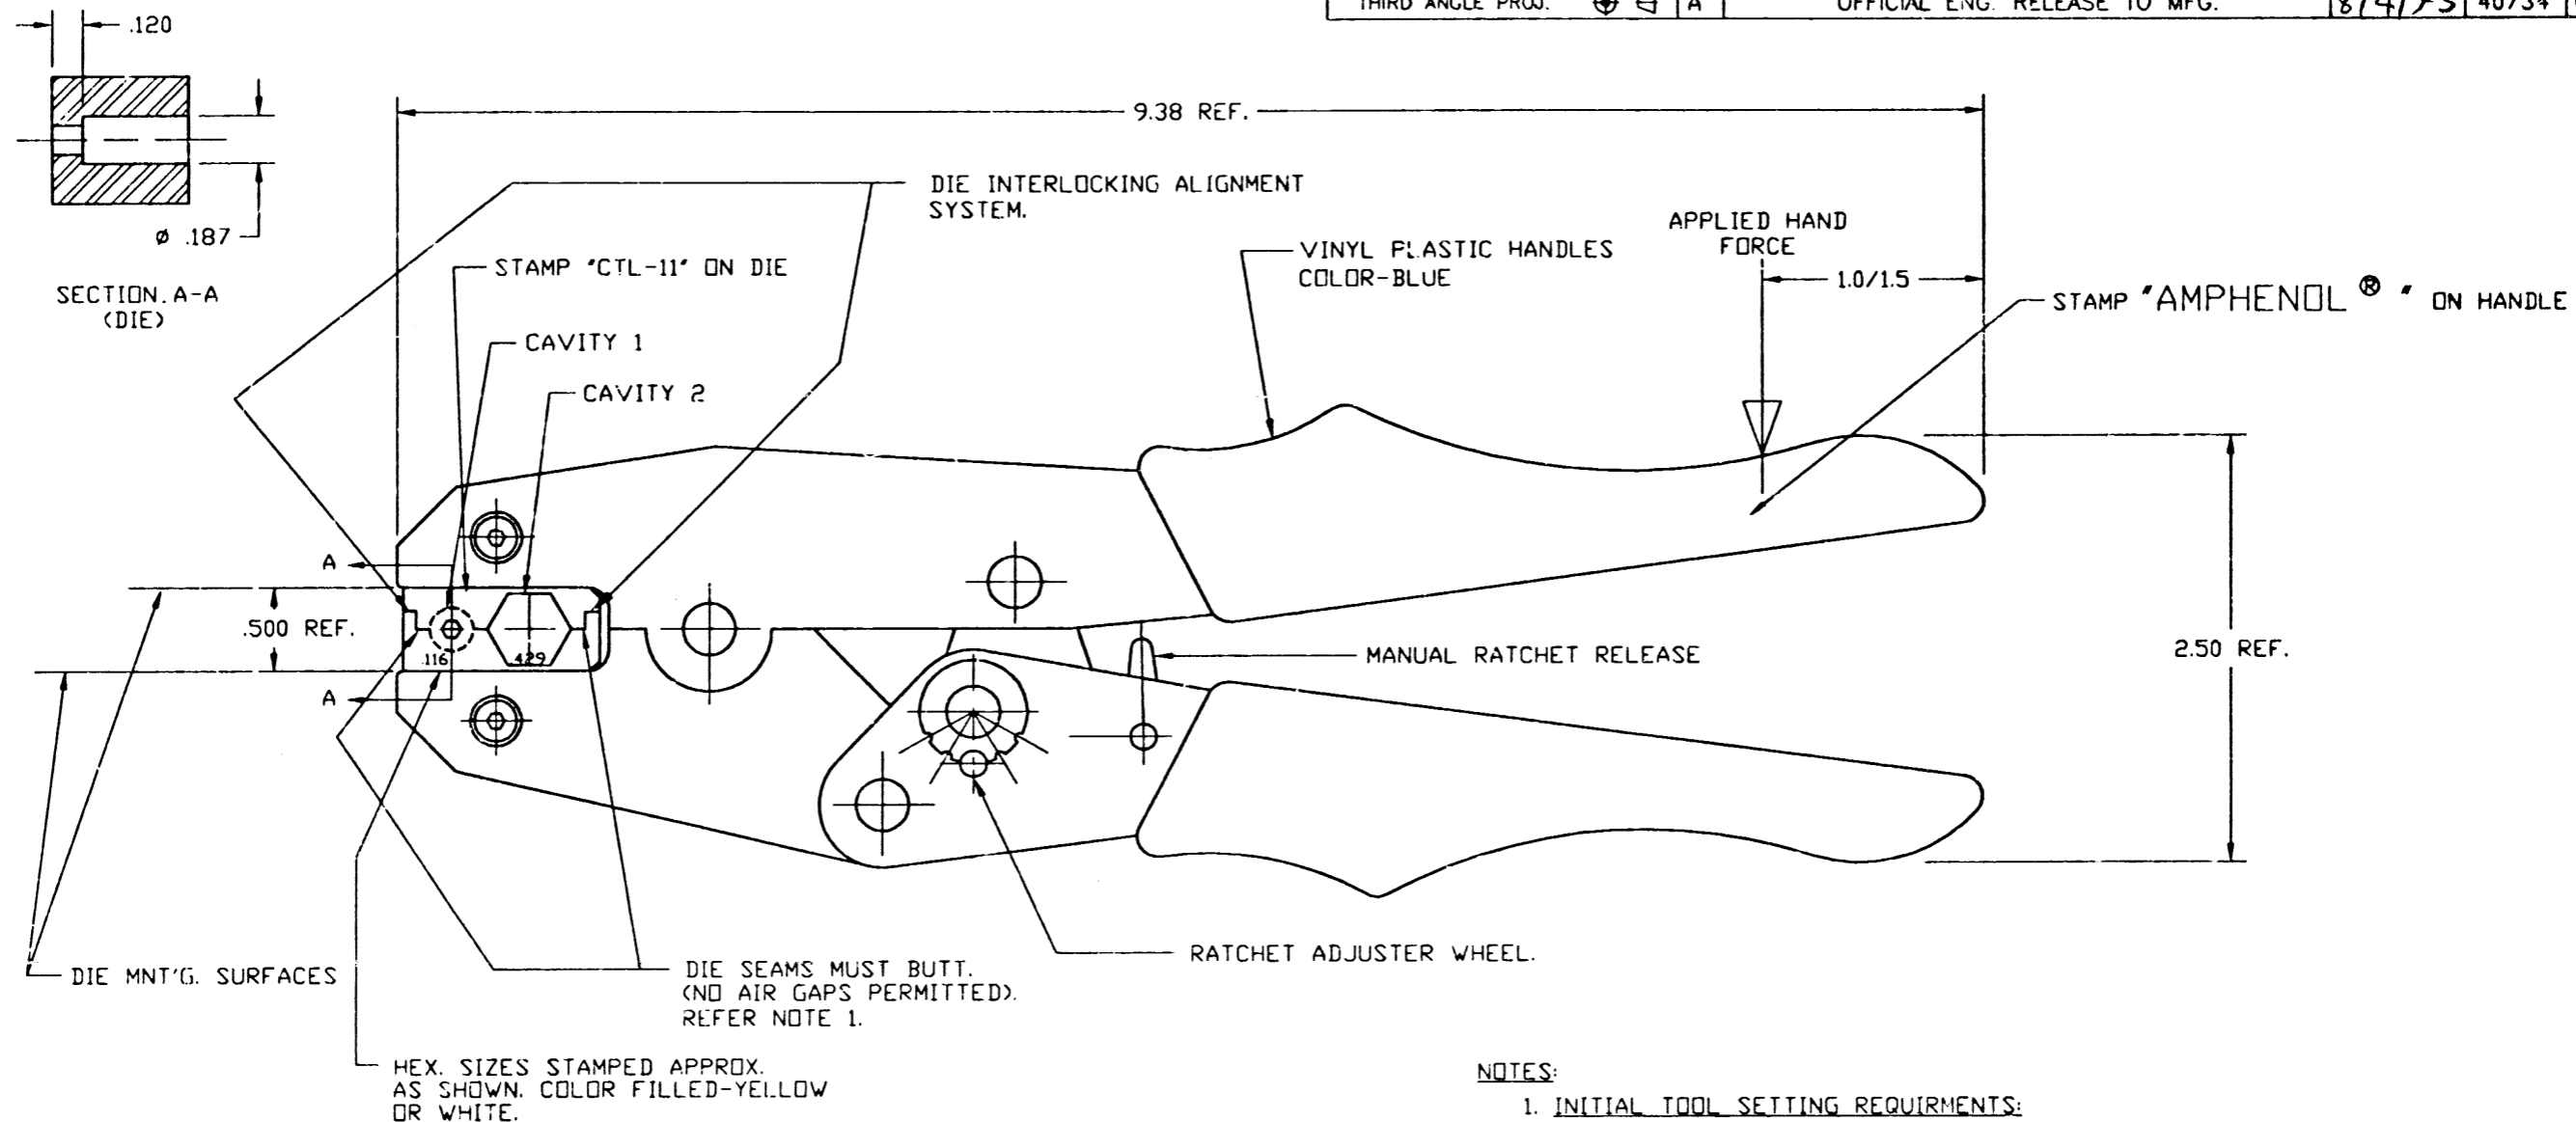 THIRD ANGLE PROJ. A OFFICIAL ENG. RELEASE TO MFG. 8/4/95 40734
.120
9.38 REF.
DIE INTERLOCKING ALIGNMENT
SYSTEM.
Ø .187
SECTION. A-A
(DIE)
STAMP "CTL-11" ON DIE
CAVITY 1
CAVITY 2
VINYL PLASTIC HANDLES
COLOR-BLUE
APPLIED HAND
FORCE
1.0/1.5
STAMP "AMPHENOL ® " ON HANDLE
A
.500 REF.
.116
.429
A
MANUAL RATCHET RELEASE
2.50 REF.
DIE MNT'G. SURFACES
DIE SEAMS MUST BUTT.
(NO AIR GAPS PERMITTED).
REFER NOTE 1.
RATCHET ADJUSTER WHEEL.
HEX. SIZES STAMPED APPROX.
AS SHOWN. COLOR FILLED-YELLOW
OR WHITE.
NOTES:
1. INITIAL TOOL SETTING REQUIRMENTS: